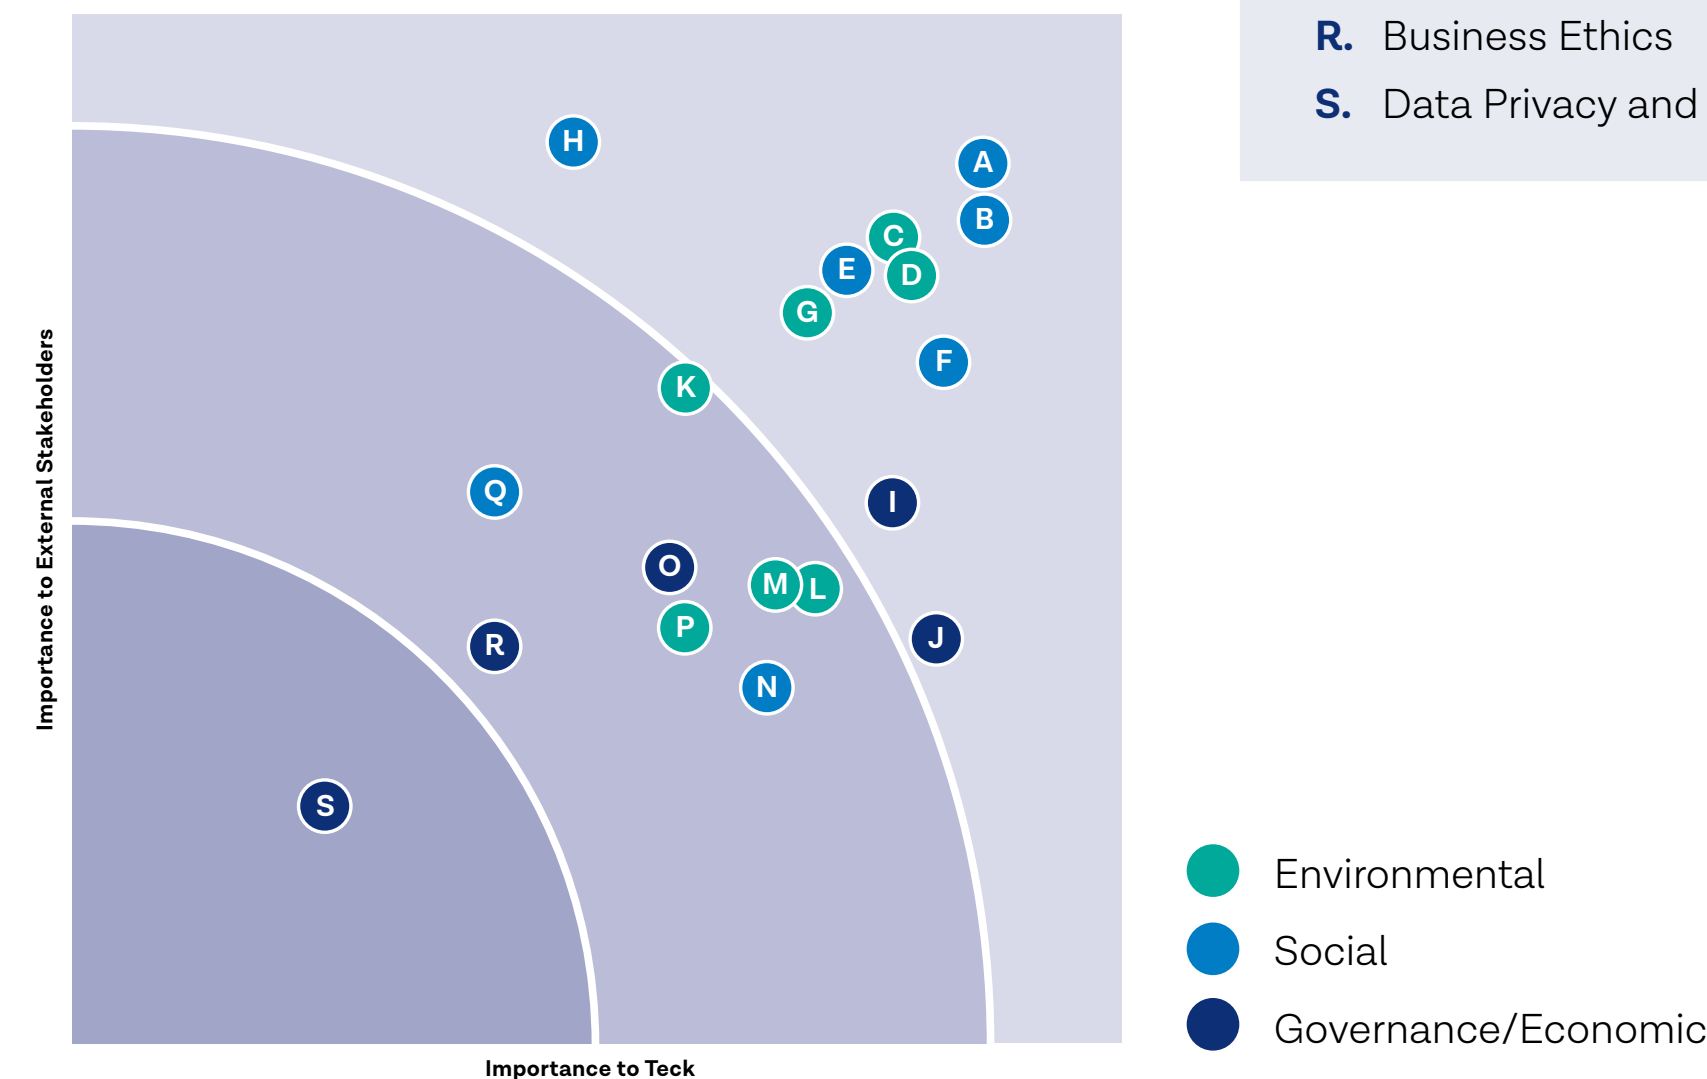 R. Business Ethics
S. Data Privacy and
H
A
B
C
E
D
G
F
K
Q
I
O
M
L
P
J
R
N
S
Importance to External Stakeholders
Importance to Teck
Environmental
Social
Governance/Economic